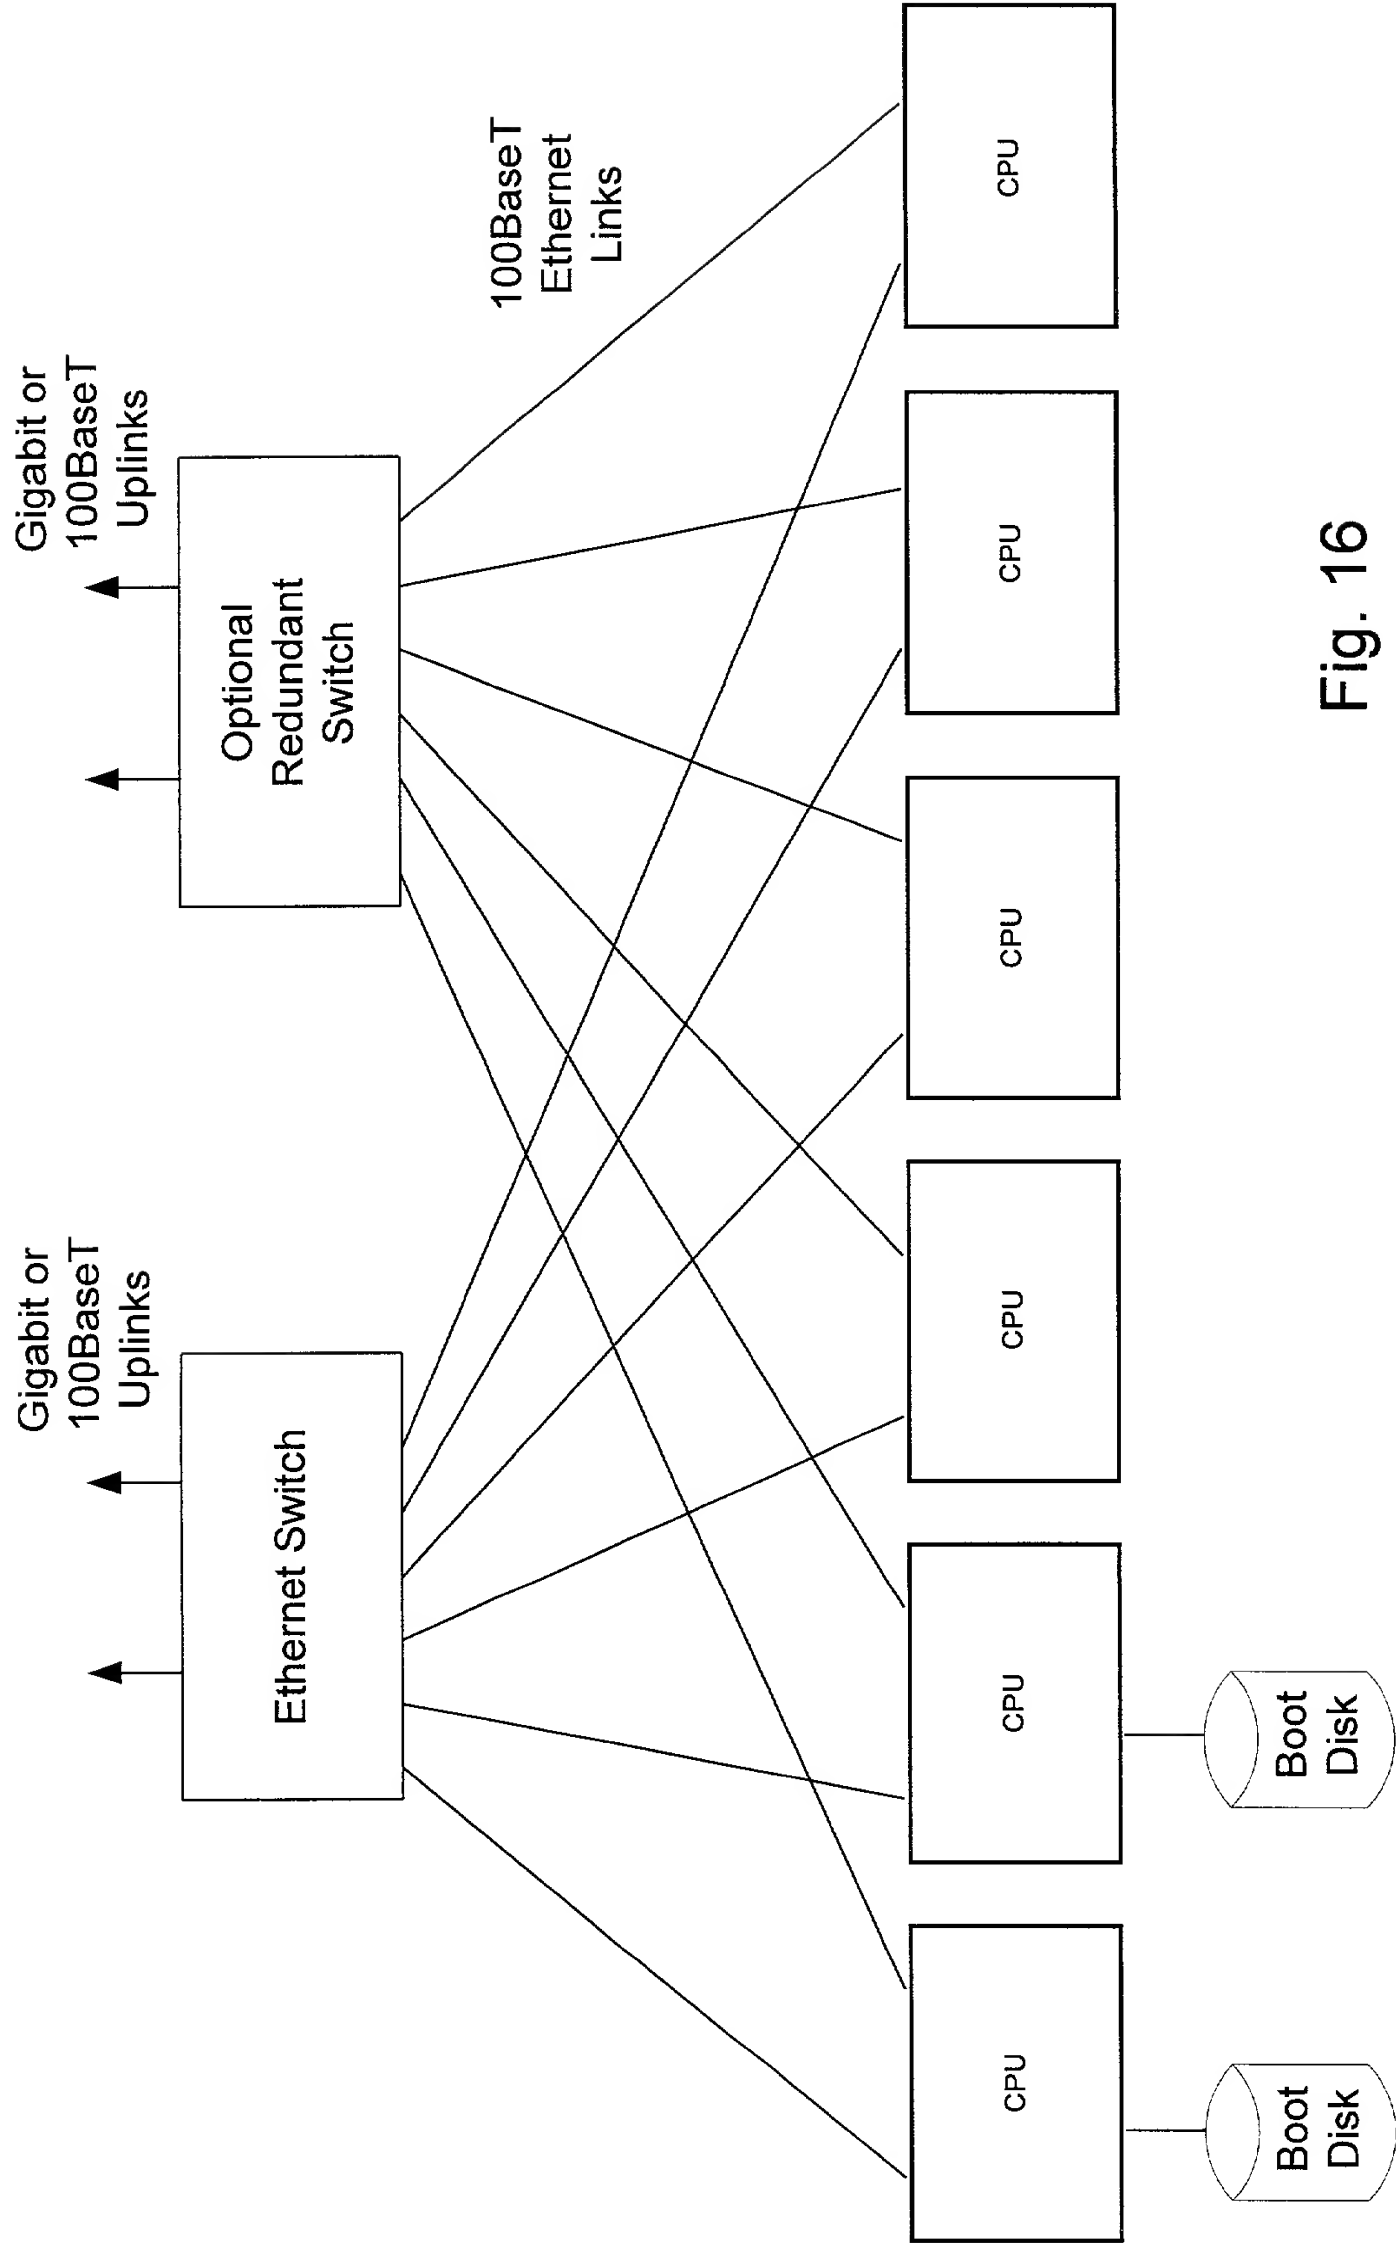 Gigabit or
100BaseT
Uplinks
Gigabit or
100BaseT
Uplinks
Ethernet Switch
Optional
Redundant
Switch
100BaseT
Ethernet
Links
CPU
CPU
CPU
CPU
CPU
CPU
Boot
Disk
Boot
Disk
Fig. 16